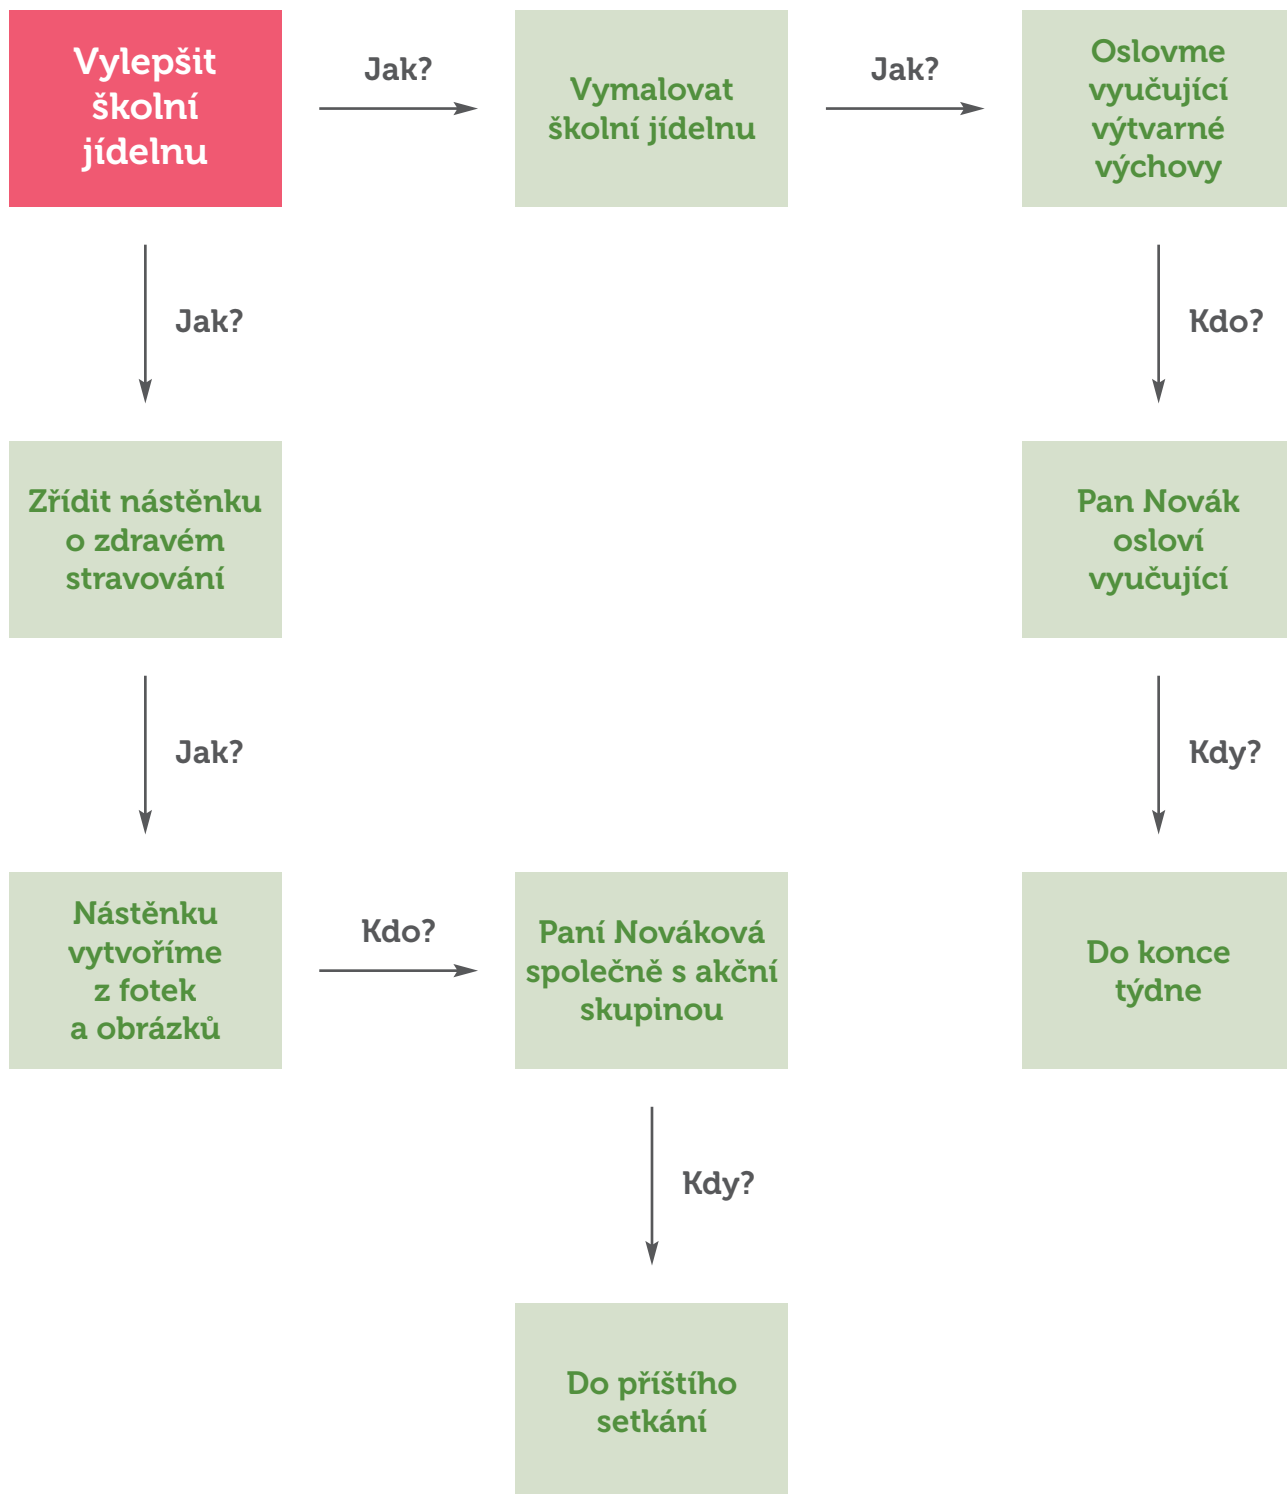 Vylepšit
školní
jídelnu
Jak?
Vymalovat
školní jídelnu
Jak?
Oslovme
vyučující
výtvarné
výchovy
Jak?
Kdo?
Zřídit nástěnku
o zdravém
stravování
Pan Novák
osloví
vyučující
Jak?
Kdy?
Nástěnku
vytvoříme
z fotek
a obrázků
Kdo?
Paní Nováková
společně s akční
skupinou
Do konce
týdne
Kdy?
Do příštího
setkání